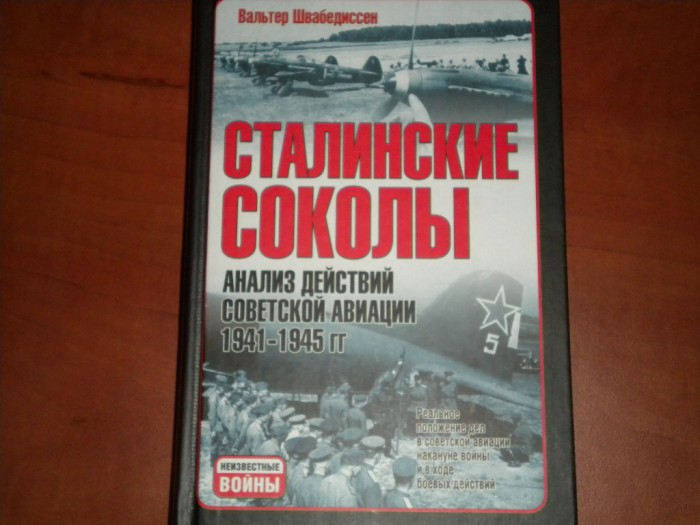 Вальтер Швабедиссен
СТАЛИНСКИЕ
СОКОЛЫ
АНАЛИЗ ДЕЙСТВИЙ
СОВЕТСКОЙ АВИАЦИИ
1941-1945 гг
5
Реальное
положение дел
в советской авиации
накануне войны
и в ходе
боевых действий
НЕИЗВЕСТНЫЕ
ВОЙНЫ